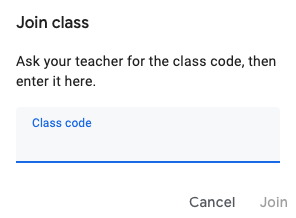 Join class
Ask your teacher for the class code, then
enter it here.
Class code
Cancel Join